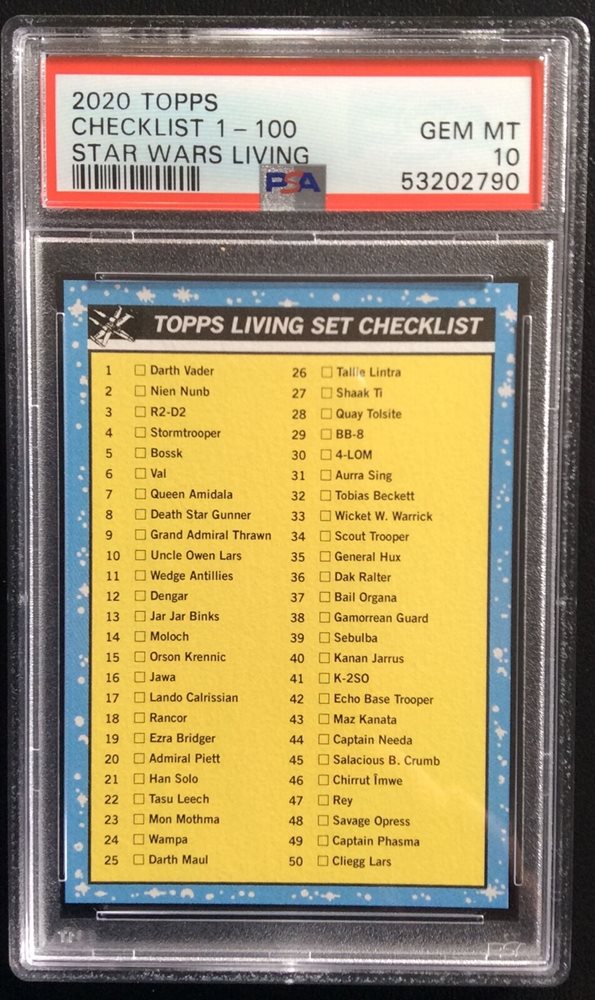 2020 TOPPS
CHECKLIST 1 - 100 GEM MT
STAR WARS LIVING 10
PSA 53202790
TOPPS LIVING SET CHECKLIST
1 Darth Vader
2 Nien Nunb
3 R2-D2
4 Stormtrooper
5 Bossk
6 Val
7 Queen Amidala
8 Death Star Gunner
9 Grand Admiral Thrawn
10 Uncle Owen Lars
11 Wedge Antillies
12 Dengar
13 Jar Jar Binks
14 Moloch
15 Orson Krennic
16 Jawa
17 Lando Calrissian
18 Rancor
19 Ezra Bridger
20 Admiral Piett
21 Han Solo
22 Tasu Leech
23 Mon Mothma
24 Wampa
25 Darth Maul
26 Tallie Lintra
27 Shaak Ti
28 Quay Tolsite
29 BB-8
30 4-LOM
31 Aurra Sing
32 Tobias Beckett
33 Wicket W. Warrick
34 Scout Trooper
35 General Hux
36 Dak Ralter
37 Bail Organa
38 Gamorrean Guard
39 Sebulba
40 Kanan Jarrus
41 K-2SO
42 Echo Base Trooper
43 Maz Kanata
44 Captain Needa
45 Salacious B. Crumb
46 Chirrut Îmwe
47 Rey
48 Savage Opress
49 Captain Phasma
50 Cliegg Lars